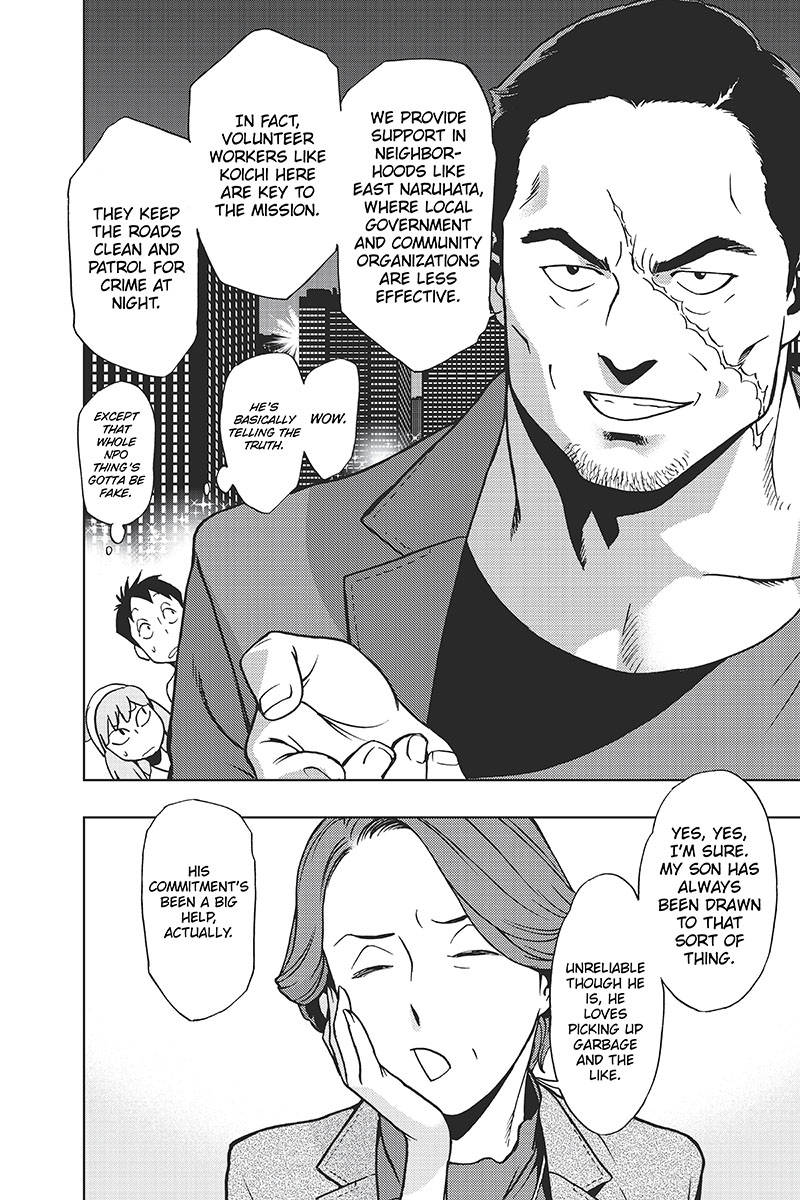 WE PROVIDE
SUPPORT IN
NEIGHBOR-
HOODS LIKE
EAST NARUHATA,
WHERE LOCAL
GOVERNMENT
AND COMMUNITY
ORGANIZATIONS
ARE LESS
EFFECTIVE.
IN FACT,
VOLUNTEER
WORKERS LIKE
KOICHI HERE
ARE KEY TO
THE MISSION.
THEY KEEP
THE ROADS
CLEAN AND
PATROL FOR
CRIME AT
NIGHT.
WOW.
HE'S
BASICALLY
TELLING THE
TRUTH.
EXCEPT
THAT
WHOLE
NPO
THING'S
GOTTA BE
FAKE.
YES, YES,
I'M SURE.
MY SON HAS
ALWAYS
BEEN DRAWN
TO THAT
SORT OF
THING.
UNRELIABLE
THOUGH HE
IS, HE
LOVES
PICKING UP
GARBAGE
AND THE
LIKE.
HIS
COMMITMENT'S
BEEN A BIG
HELP,
ACTUALLY.